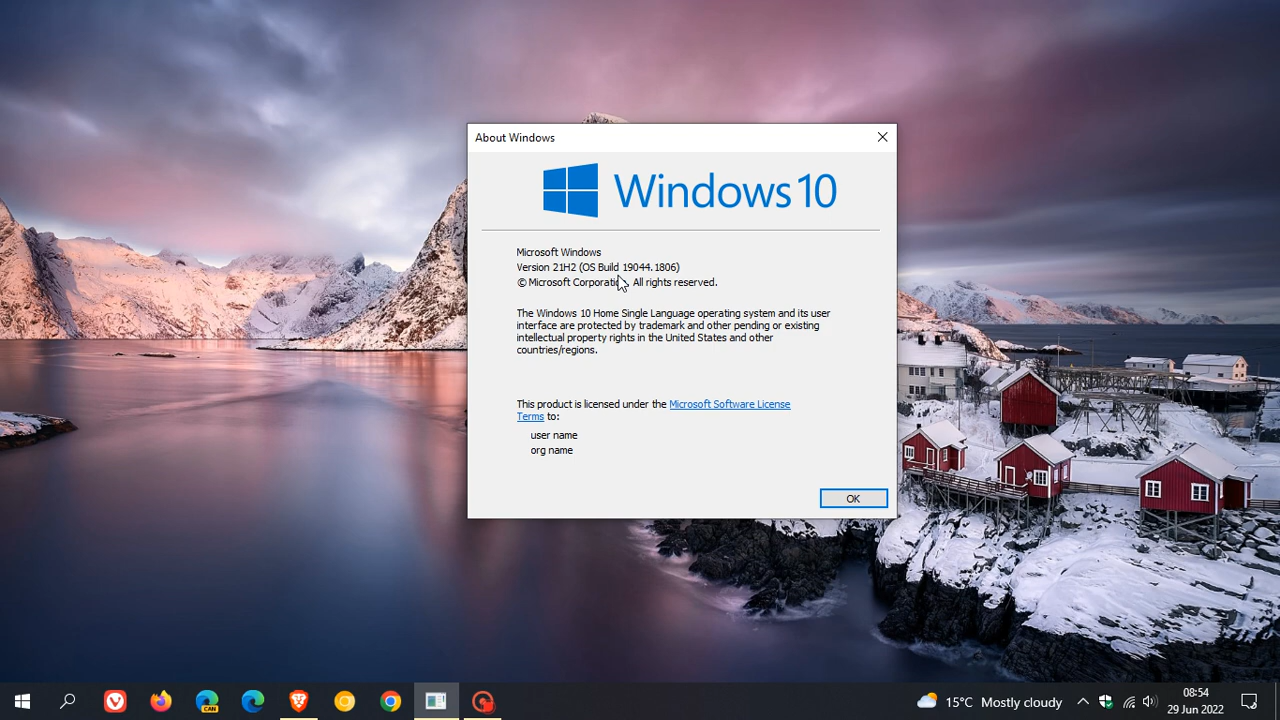 About Windows
Windows 10
Microsoft Windows
Version 21H2 (OS Build 19044.1806)
© Microsoft Corporati All rights reserved.
The Windows 10 Home Single Language operating system and its user
interface are protected by trademark and other pending or existing
intellectual property rights in the United States and other
countries/regions.
This product is licensed under the Microsoft Software License
Terms to:
user name
org name
OK
CAN
15°C Mostly cloudy
08:54
29 Jun 2022